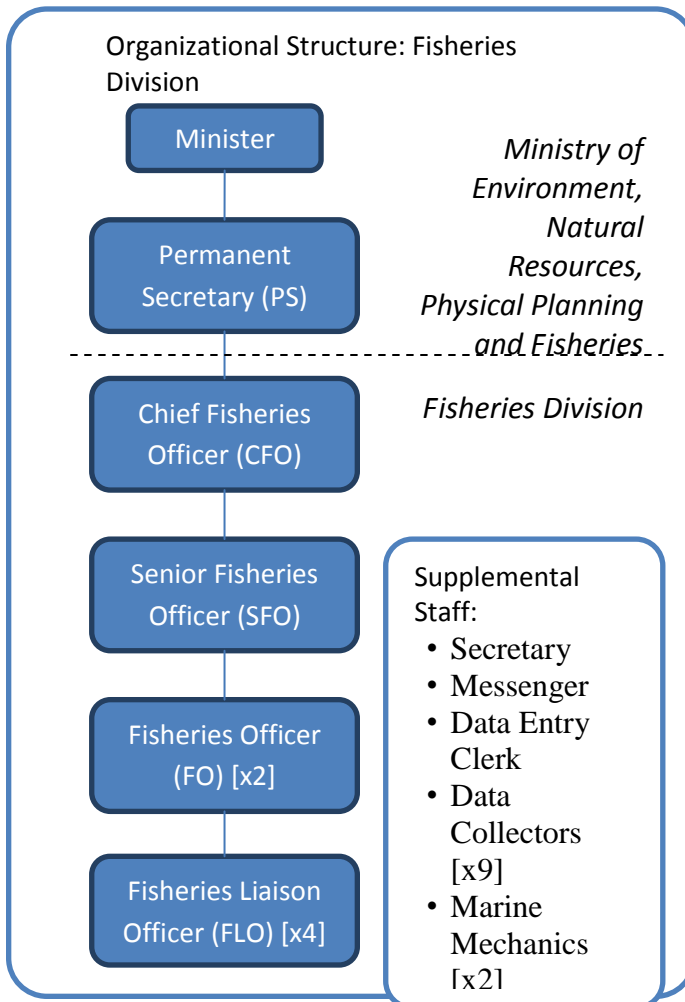 Organizational Structure: Fisheries
Division
Minister
Ministry of
Environment,
Natural
Resources,
Physical Planning
and Fisheries
Permanent
Secretary (PS)
Chief Fisheries
Officer (CFO)
Fisheries Division
Senior Fisheries
Officer (SFO)
Fisheries Officer
(FO) [x2]
Fisheries Liaison
Officer (FLO) [x4]
Supplemental
Staff:
• Secretary
• Messenger
• Data Entry
Clerk
• Data
Collectors
[x9]
• Marine
Mechanics
[x2]